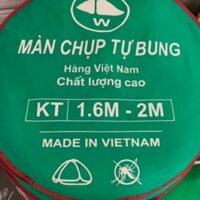 W
MÀN CHỤP TỰ BUNG
Hàng Việt Nam
Chất lượng cao
KT 1.6M - 2M
MADE IN VIETNAM